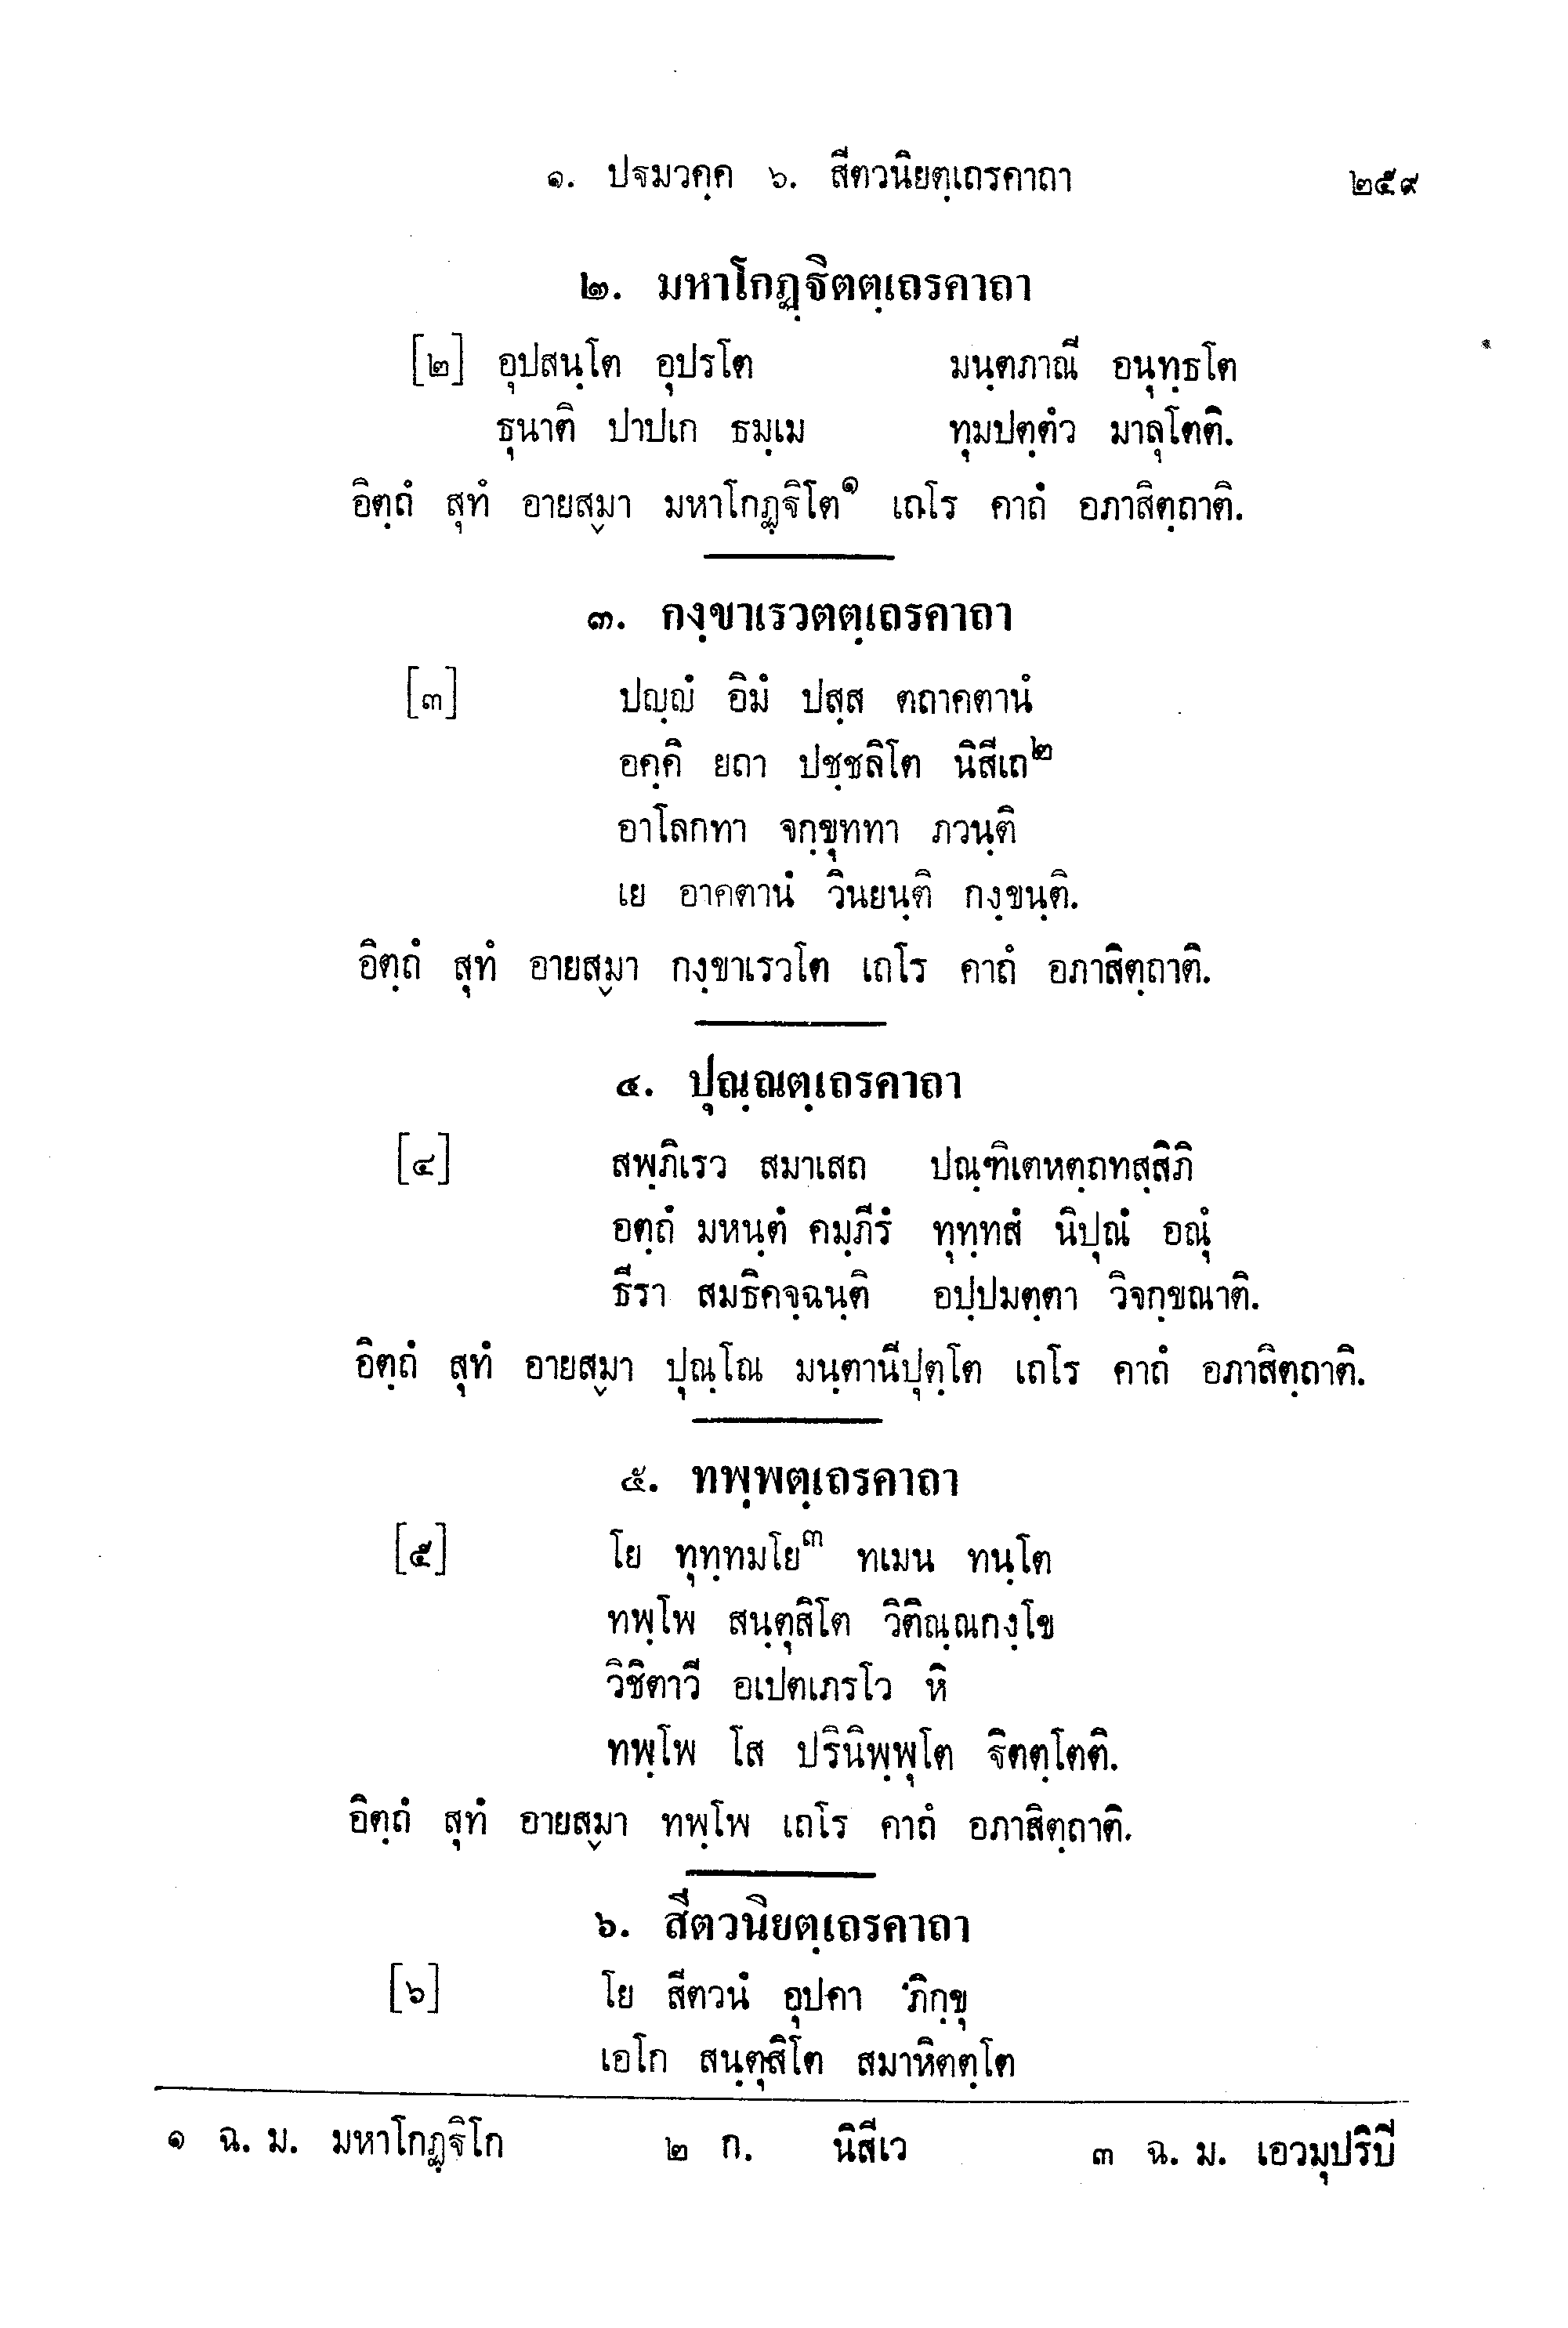 ๑. ปฐมวคฺค ๖. สีตวนิยตฺเถรคาถา ๒๕๙
๒. มหาโกฏฺฐิตตฺเถรคาถา
[๒] อุปสนฺโต อุปรโต มนฺตภาณี อนุทฺธโต
ธุนาติ ปาปเก ธมฺเม ทุมปตฺตํว มาลุโตติ.
อิตฺถํ สุทํ อายสฺมา มหาโกฏฺฐิโต๑ เถโร คาถํ อภาสิตฺถาติ.
๓. กงฺขาเรวตตฺเถรคาถา
[๓] ปญฺญํ อิมํ ปสฺส ตถาคตานํ
อคฺคิ ยถา ปชฺชลิโต นิสีเถ๒
อาโลกทา จกฺขุททา ภวนฺติ
เย อาคตานํ วินยนฺติ กงฺขนฺติ.
อิตฺถํ สุทํ อายสฺมา กงฺขาเรวโต เถโร คาถํ อภาสิตฺถาติ.
๔. ปุณฺณตฺเถรคาถา
[๔] สพฺภิเรว สมาเสถ ปณฺฑิเตหตฺถทสฺสิภิ
อตฺถํ มหนฺตํ คมฺภีรํ ทุทฺทสํ นิปุณํ อณุํ
ธีรา สมธิคจฺฉนฺติ อปฺปมตฺตา วิจกฺขณาติ.
อิตฺถํ สุทํ อายสฺมา ปุณฺโณ มนฺตานีปุตฺโต เถโร คาถํ อภาสิตฺถาติ.
๕. ทพฺพตฺเถรคาถา
[๕] โย ทุทฺทมโย๓ ทเมน ทนฺโต
ทพฺโพ สนฺตุสิโต วิติณฺณกงฺโข
วิชิตาวี อเปตเภรโว หิ
ทพฺโพ โส ปรินิพฺพุโต ฐิตตฺโตติ.
อิตฺถํ สุทํ อายสฺมา ทพฺโพ เถโร คาถํ อภาสิตฺถาติ.
๖. สีตวนิยตฺเถรคาถา
[๖] โย สีตวนํ อุปคา ภิกฺขุ
เอโก สนฺตุสิโต สมาหิตตฺโต
๑ ฉ. ม. มหาโกฏฺฐิโก ๒ ก. นิสีเว ๓ ฉ. ม. เอวมุปริปี